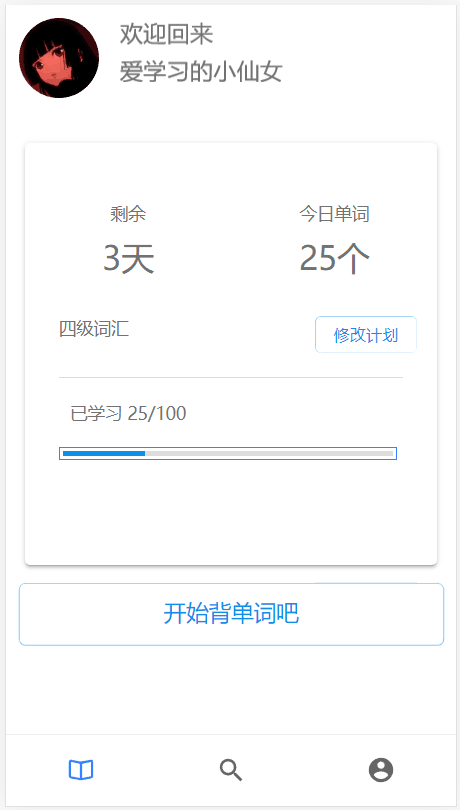 欢迎回来
爱学习的小仙女
剩余
今日单词
3天
25个
四级词汇
修改计划
已学习 25/100
开始背单词吧